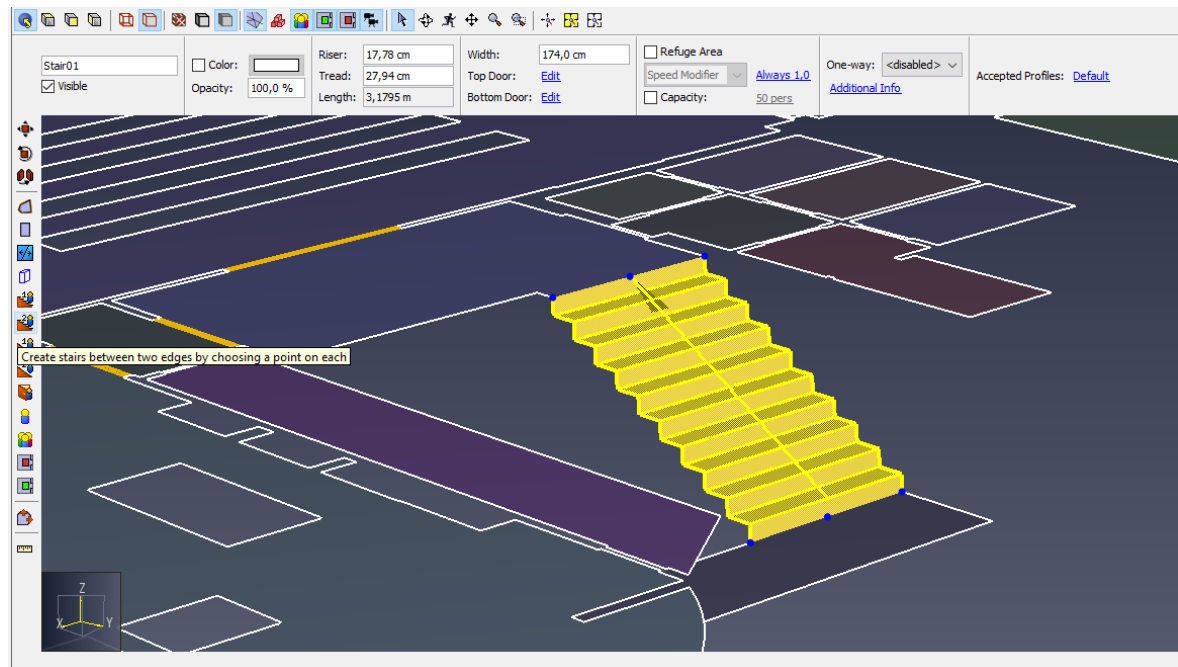 Stair01
Visible
Color:
Opacity: 100,0 %
Riser: 17,78 cm
Tread: 27,94 cm
Length: 3,1795 m
Width: 174,0 cm
Top Door: Edit
Bottom Door: Edit
Refuge Area
Speed Modifier Always 1,0
Capacity: 50 pers
One-way: <disabled>
Additional Info
Accepted Profiles: Default
Create stairs between two edges by choosing a point on each
Z
X Y